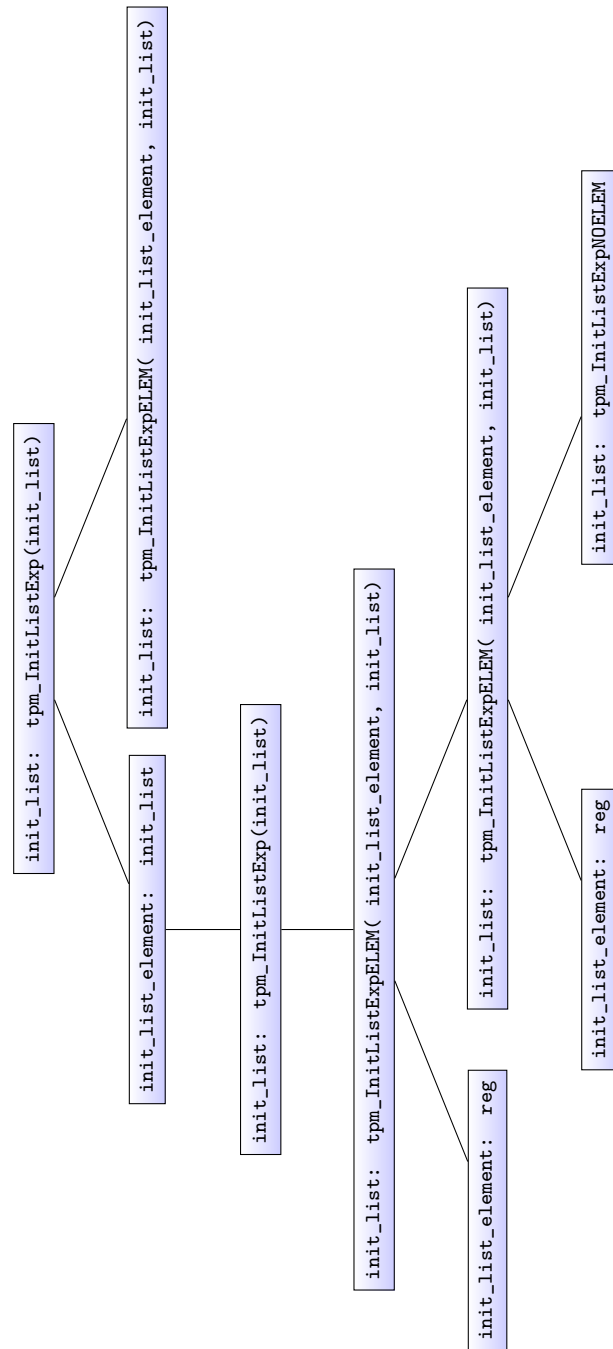 init_list: tpm_InitListExp(init_list)
init_list_element: init_list
init_list: tpm_InitListExpELEM( init_list_element, init_list)
init_list: tpm_InitListExp(init_list)
init_list: tpm_InitListExpELEM( init_list_element, init_list)
init_list_element: reg
init_list: tpm_InitListExpELEM( init_list_element, init_list)
init_list_element: reg
init_list: tpm_InitListExpNOELEM